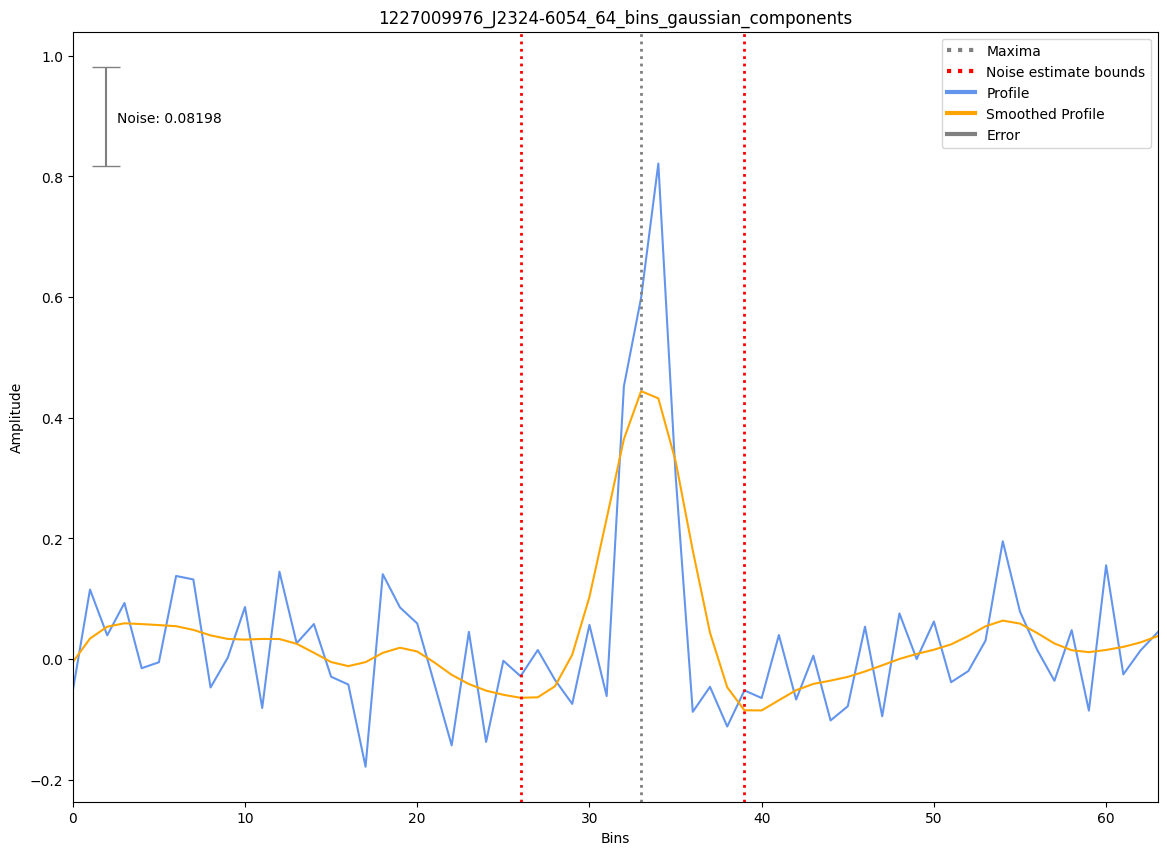 1227009976_J2324-6054_64_bins_gaussian_components
Maxima
Noise estimate bounds
Profile
Smoothed Profile
Error
Noise: 0.08198
1.0
0.8
0.6
0.4
0.2
0.0
−0.2
Amplitude
0 10 20 30 40 50 60
Bins